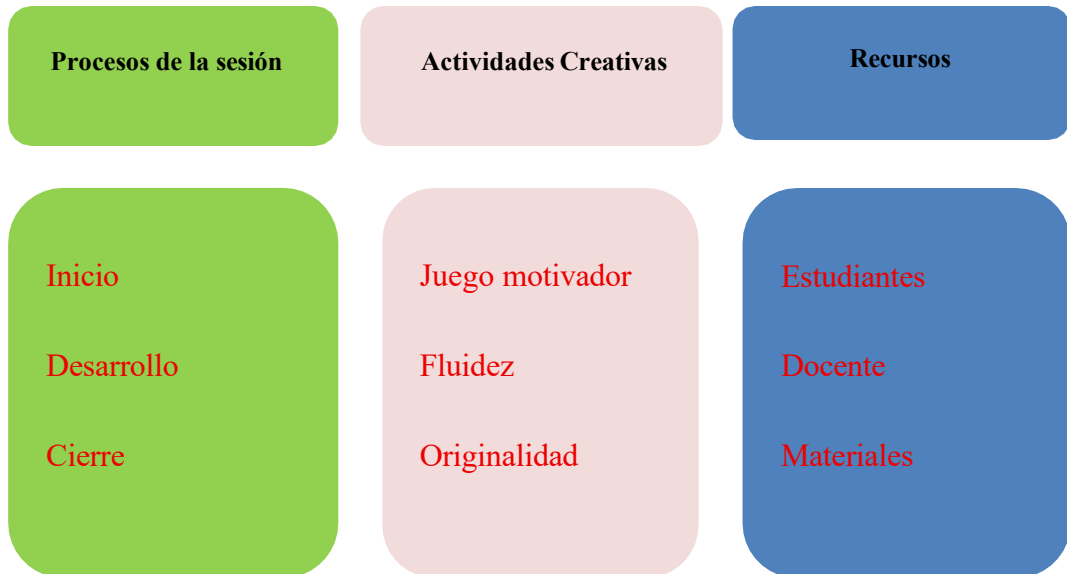 Procesos de la sesión
Actividades Creativas
Recursos
Inicio
Desarrollo
Cierre
Juego motivador
Fluidez
Originalidad
Estudiantes
Docente
Materiales